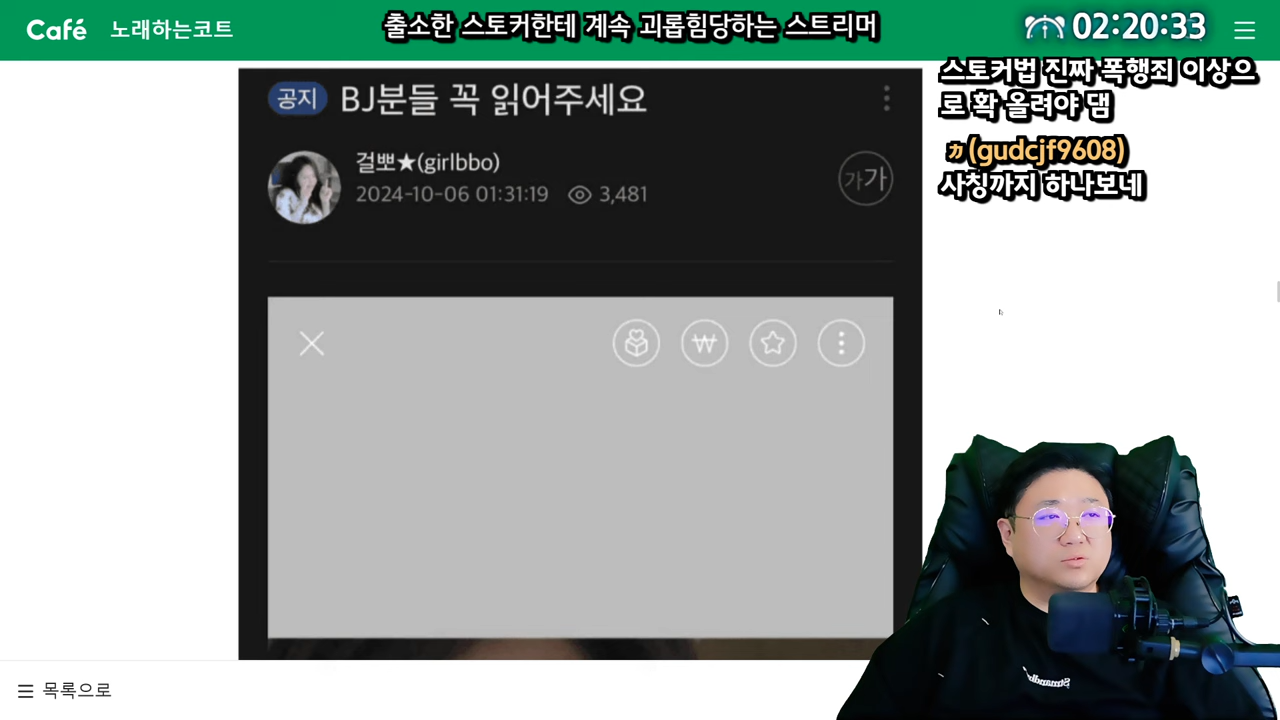 Café 노래하는코트
출소한 스토커한테 계속 괴롭힘당하는 스트리머
02:20:33
스토커법 진짜 폭행죄 이상으
로 확 올려야 댐
ㄲ(gudcjf9608)
사칭까지 하나보네
공지 BJ분들 꼭 읽어주세요
걸뽀★(girlbbo)
2024-10-06 01:31:19 3,481
가가
목록으로